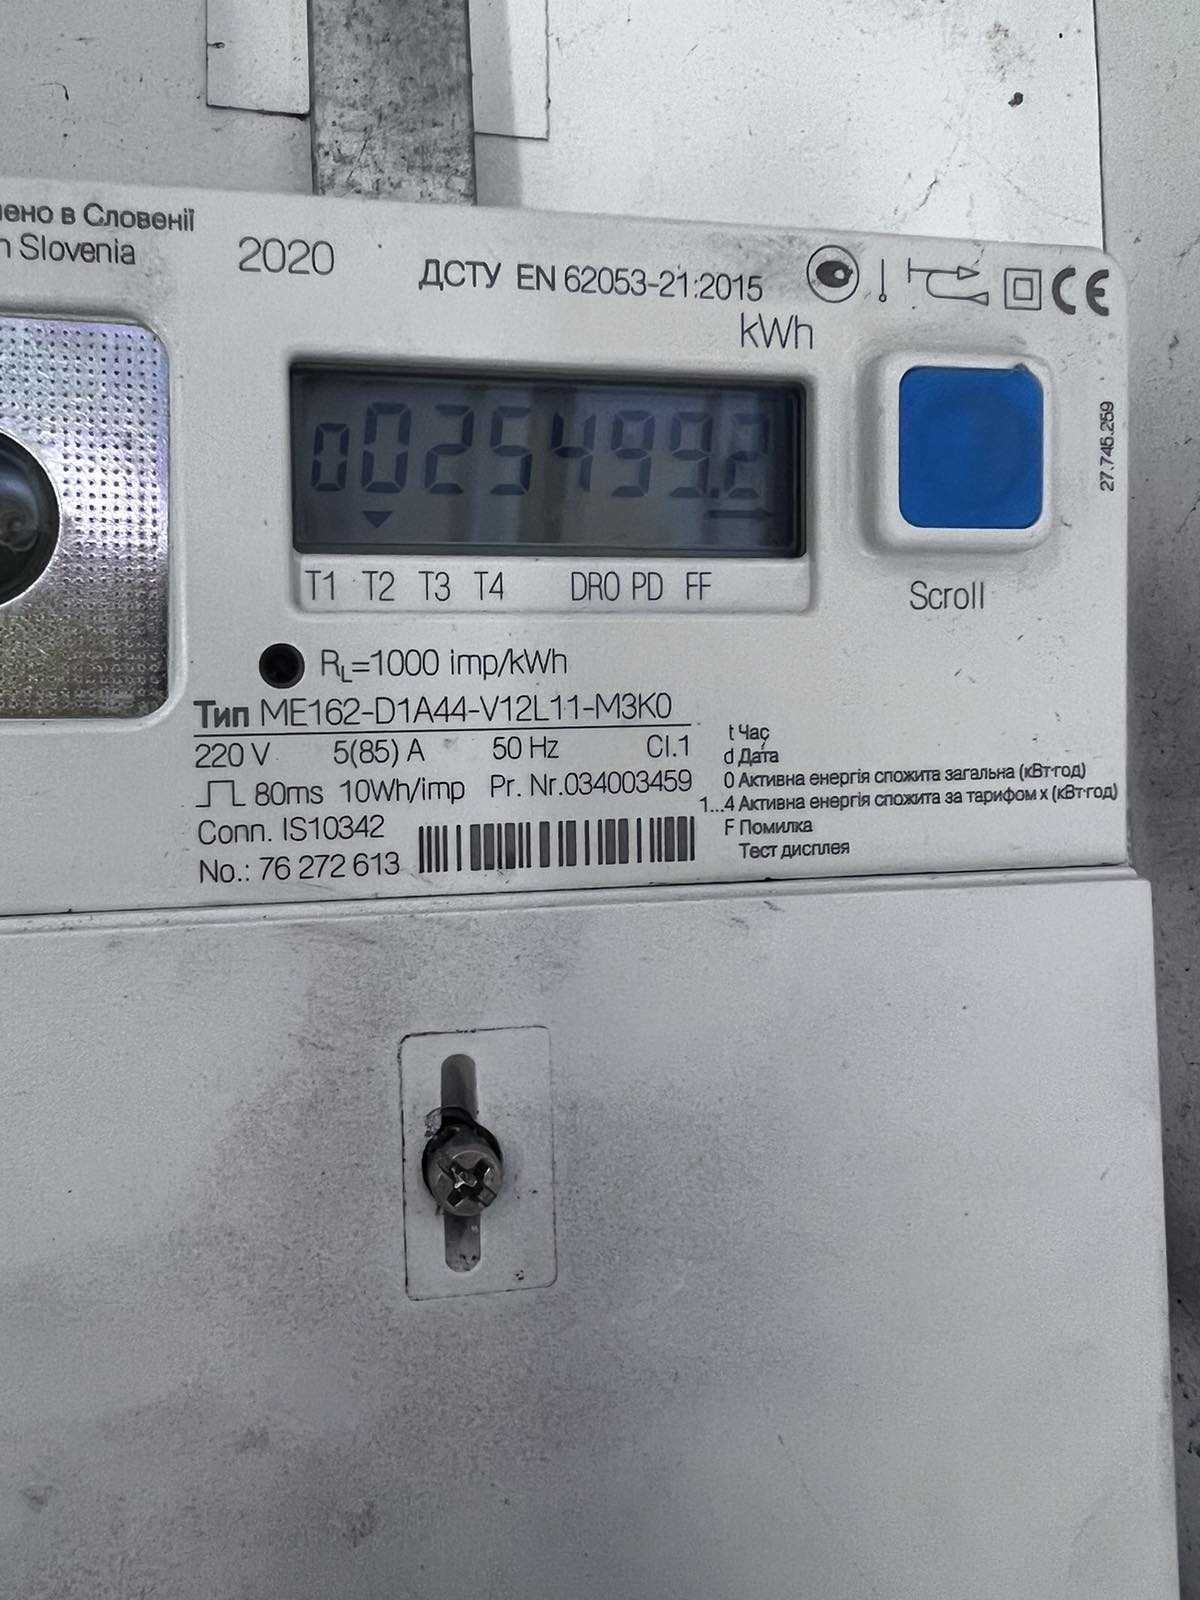 ено в Словенії
n Slovenia
2020
ДСТУ EN 62053-21:2015
CE
kWh
0025499.2
T1 T2 T3 T4 DRO PD FF
Scroll
27.745.259
RL=1000 imp/kWh
Тип ME162-D1A44-V12L11-M3K0
220 V 5(85) A 50 Hz Cl.1
80ms 10Wh/imp Pr. Nr.034003459
Conn. IS10342
No.: 76 272 613
t Час
d Дата
0 Активна енергія спожита загальна (кВт·год)
1...4 Активна енергія спожита за тарифом x (кВт·год)
F Помилка
Тест дисплея